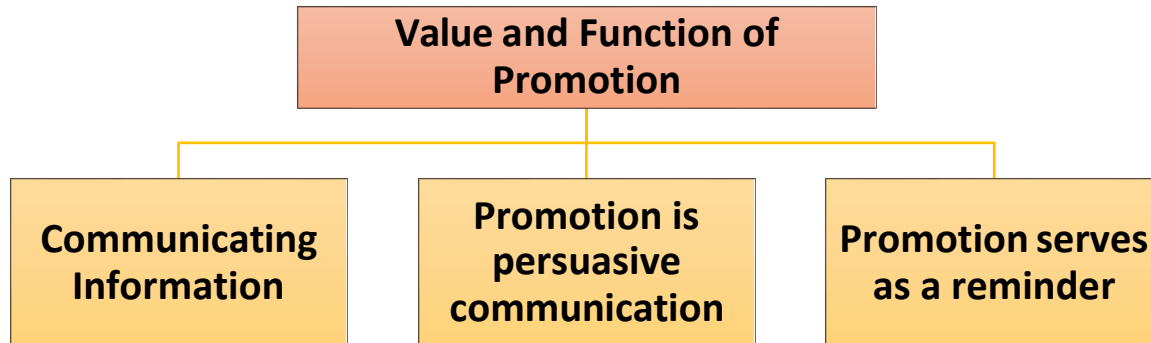 Value and Function of
Promotion
Communicating
Information
Promotion is
persuasive
communication
Promotion serves
as a reminder